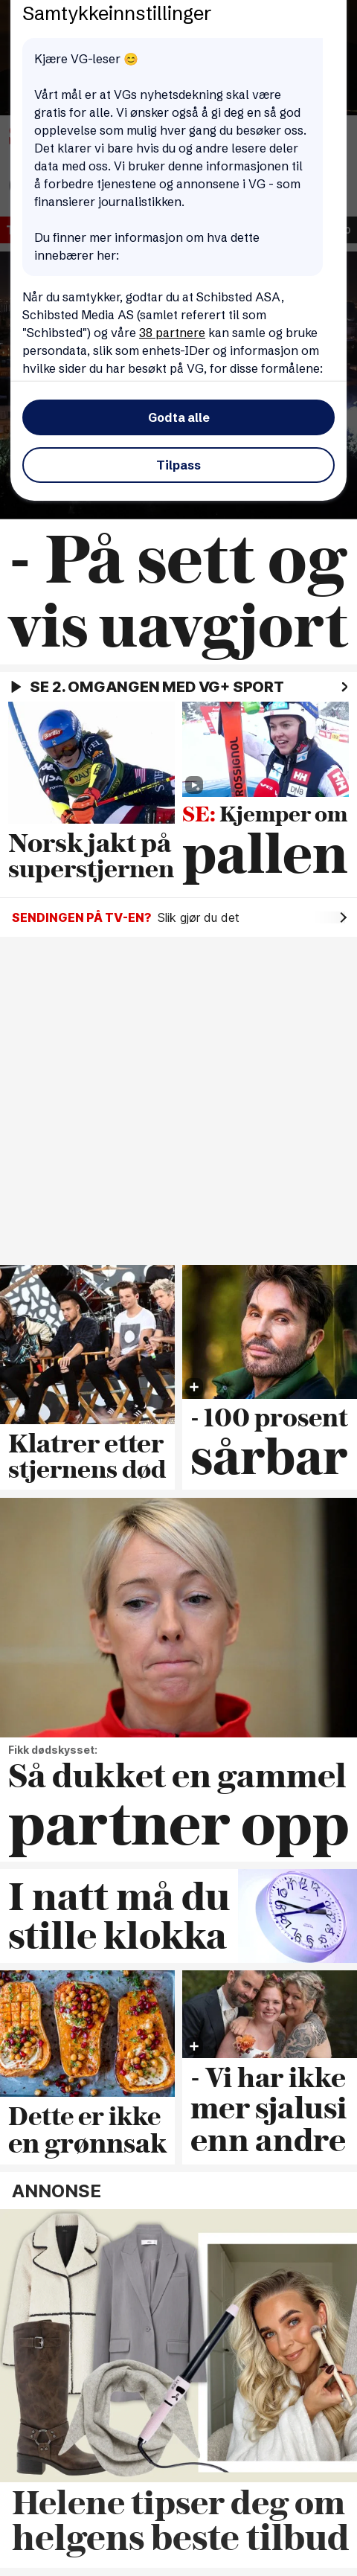 Samtykkeinnstillinger
Kjære VG-leser 😊
Vårt mål er at VGs nyhetsdekning skal være
gratis for alle. Vi ønsker også å gi deg en så god
opplevelse som mulig hver gang du besøker oss.
Det klarer vi bare hvis du og andre lesere deler
data med oss. Vi bruker denne informasjonen til
å forbedre tjenestene og annonsene i VG - som
finansierer journalistikken.
Du finner mer informasjon om hva dette
innebærer her:
Når du samtykker, godtar du at Schibsted ASA,
Schibsted Media AS (samlet referert til som
"Schibsted") og våre 38 partnere kan samle og bruke
persondata, slik som enhets-IDer og informasjon om
hvilke sider du har besøkt på VG, for disse formålene:
Godta alle
Tilpass
- På sett og
vis uavgjort
SE 2. OMGANGEN MED VG+ SPORT
Norsk jakt på
superstjernen
ROSSIGNOL
SE: Kjemper om
pallen
SENDINGEN PÅ TV-EN? Slik gjør du det
Klatrer etter
stjernens død
- 100 prosent
sårbar
Fikk dødskysset:
Så dukket en gammel
partner opp
I natt må du
stille klokka
Dette er ikke
en grønnsak
- Vi har ikke
mer sjalusi
enn andre
ANNONSE
Helene tipser deg om
helgens beste tilbud